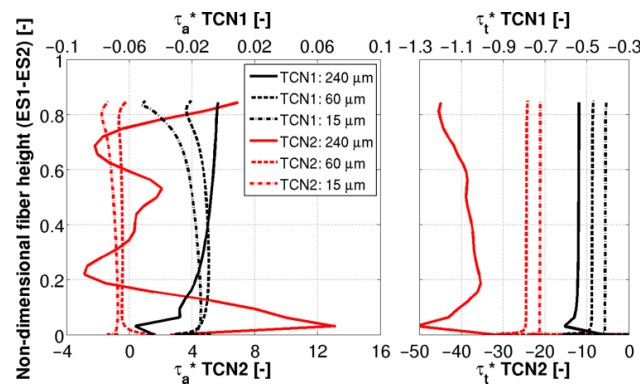 τa* TCN1 [-] τt* TCN1 [-]
-0.1 -0.06 -0.02 0.02 0.06 0.1 -1.3 -1.1 -0.9 -0.7 -0.5 -0.3
Non-dimensional fiber height (ES1-ES2) [-]
1
0.8
0.6
0.4
0.2
0
TCN1: 240 μm
TCN1: 60 μm
TCN1: 15 μm
TCN2: 240 μm
TCN2: 60 μm
TCN2: 15 μm
-4 0 4 8 12 16 -50 -40 -30 -20 -10 0
τa* TCN2 [-] τt* TCN2 [-]